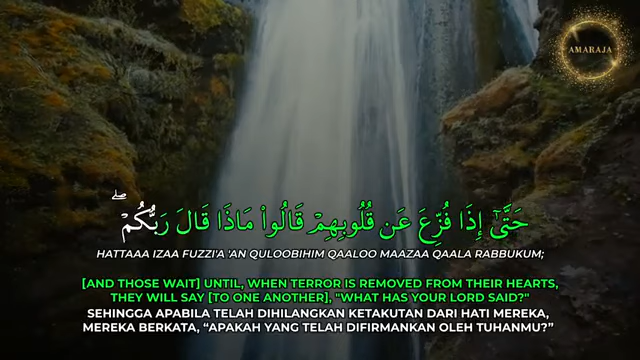 AMARAJA
حَتَّىٰٓ إِذَا فُزِّعَ عَن قُلُوبِهِمْ قَالُوا۟ مَاذَا قَالَ رَبُّكُمْ ۖ
HATTAAA IZAA FUZZI'A 'AN QULOOBIHIM QAALOO MAAZAA QAALA RABBUKUM;
[AND THOSE WAIT] UNTIL, WHEN TERROR IS REMOVED FROM THEIR HEARTS,
THEY WILL SAY [TO ONE ANOTHER], "WHAT HAS YOUR LORD SAID?"
SEHINGGA APABILA TELAH DIHILANGKAN KETAKUTAN DARI HATI MEREKA,
MEREKA BERKATA, “APAKAH YANG TELAH DIFIRMANKAN OLEH TUHANMU?”